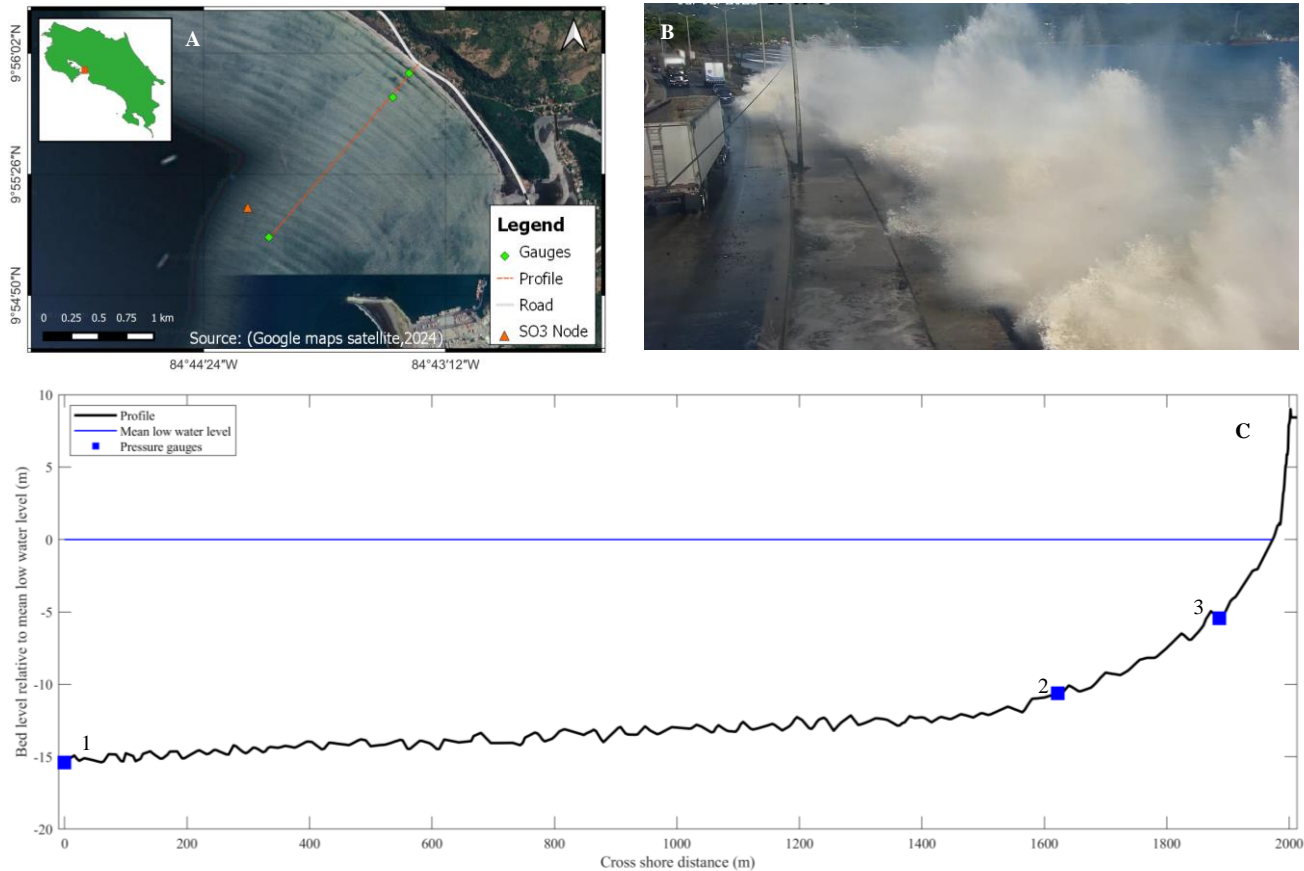 A
9°56'02"N
9°55'26"N
9°54'50"N
84°44'24"W
84°43'12"W
0 0.25 0.5 0.75 1 km
Source: (Google maps satellite,2024)
Legend
Gauges
Profile
Road
SO3 Node
B
C
Profile
Mean low water level
Pressure gauges
Bed level relative to mean low water level (m)
10
5
0
-5
-10
-15
-20
1
2
3
0 200 400 600 800 1000 1200 1400 1600 1800 2000
Cross shore distance (m)